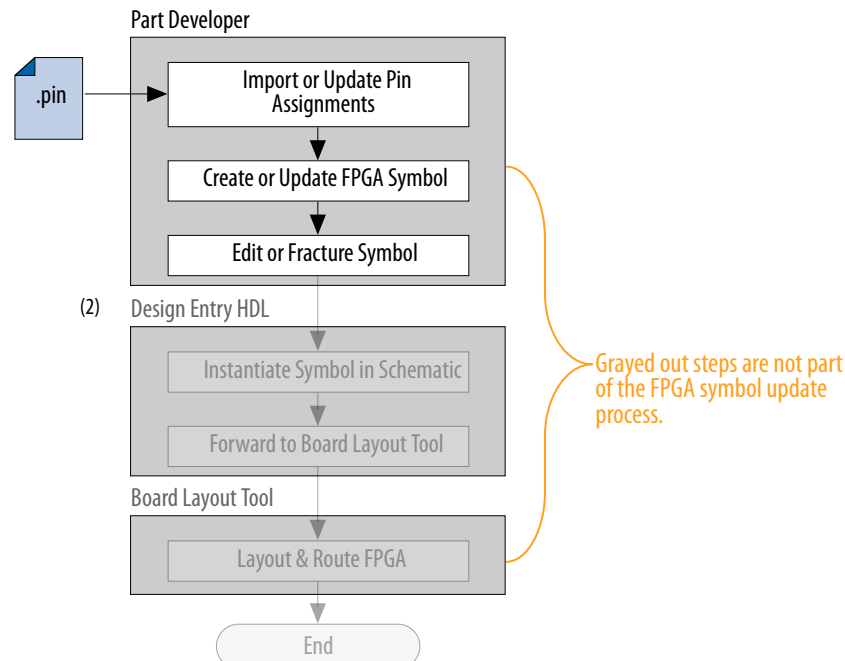 Part Developer
.pin
Import or Update Pin
Assignments
Create or Update FPGA Symbol
Edit or Fracture Symbol
(2)
Design Entry HDL
Instantiate Symbol in Schematic
Forward to Board Layout Tool
Grayed out steps are not part
of the FPGA symbol update
process.
Board Layout Tool
Layout & Route FPGA
End